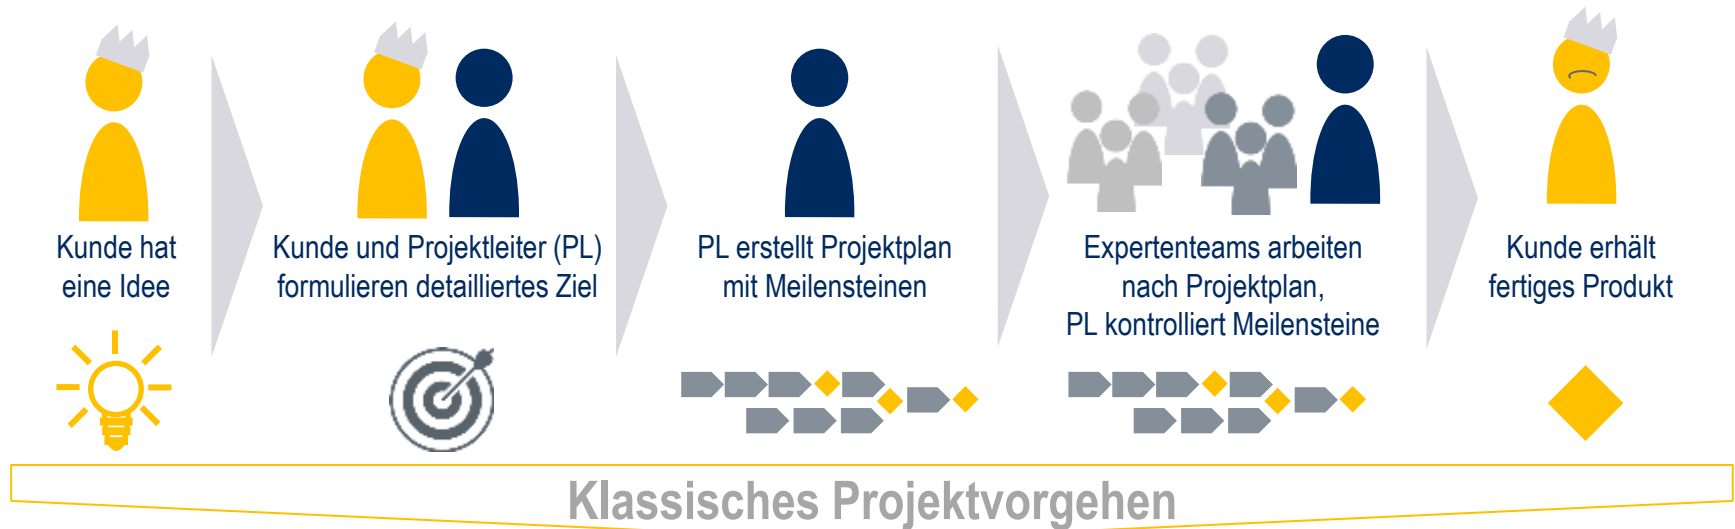 Kunde hat
eine Idee
Kunde und Projektleiter (PL)
formulieren detailliertes Ziel
PL erstellt Projektplan
mit Meilensteinen
Expertenteams arbeiten
nach Projektplan,
PL kontrolliert Meilensteine
Kunde erhält
fertiges Produkt
Klassisches Projektvorgehen